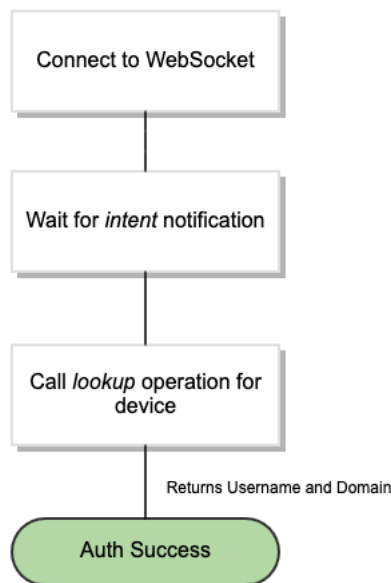 Connect to WebSocket
Wait for intent notification
Call lookup operation for
device
Returns Username and Domain
Auth Success